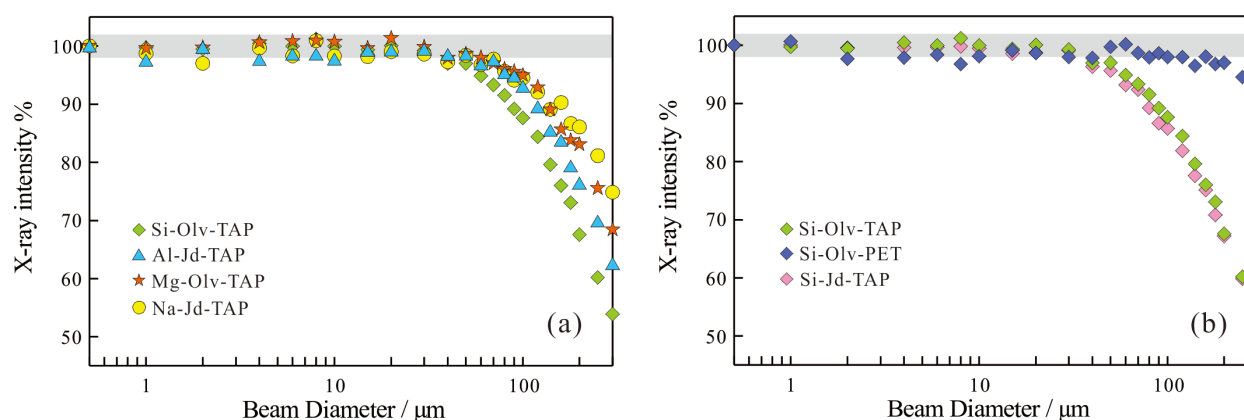 (a)
X-ray intensity %
100
90
80
70
60
50
Si-Olv-TAP
Al-Jd-TAP
Mg-Olv-TAP
Na-Jd-TAP
1
10
100
Beam Diameter / μm
(b)
X-ray intensity %
100
90
80
70
60
50
Si-Olv-TAP
Si-Olv-PET
Si-Jd-TAP
1
10
100
Beam Diameter / μm